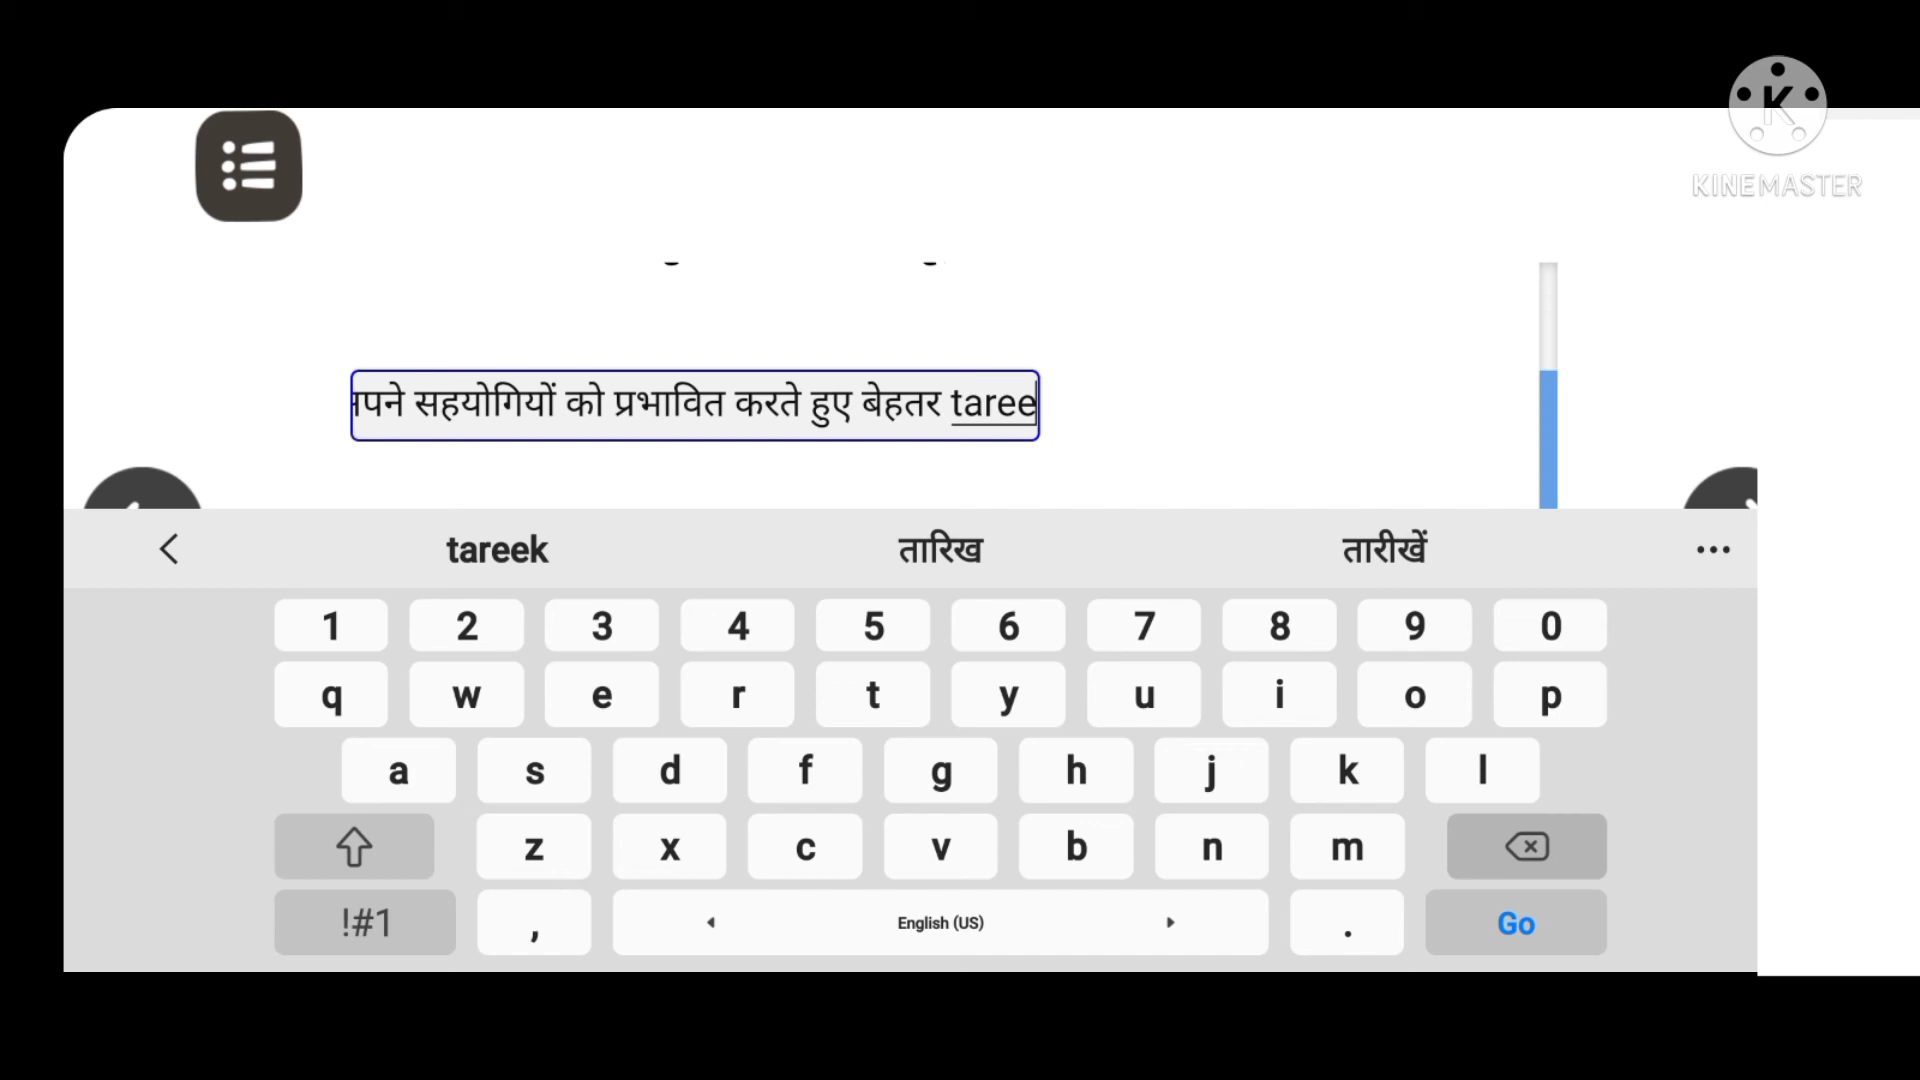 K
KINEMASTER
पने सहयोगियों को प्रभावित करते हुए बेहतर taree
tareek तारिख तारीखें
1 2 3 4 5 6 7 8 9 0
q w e r t y u i o p
a s d f g h j k l
z x c v b n m
!#1 , English (US) . Go